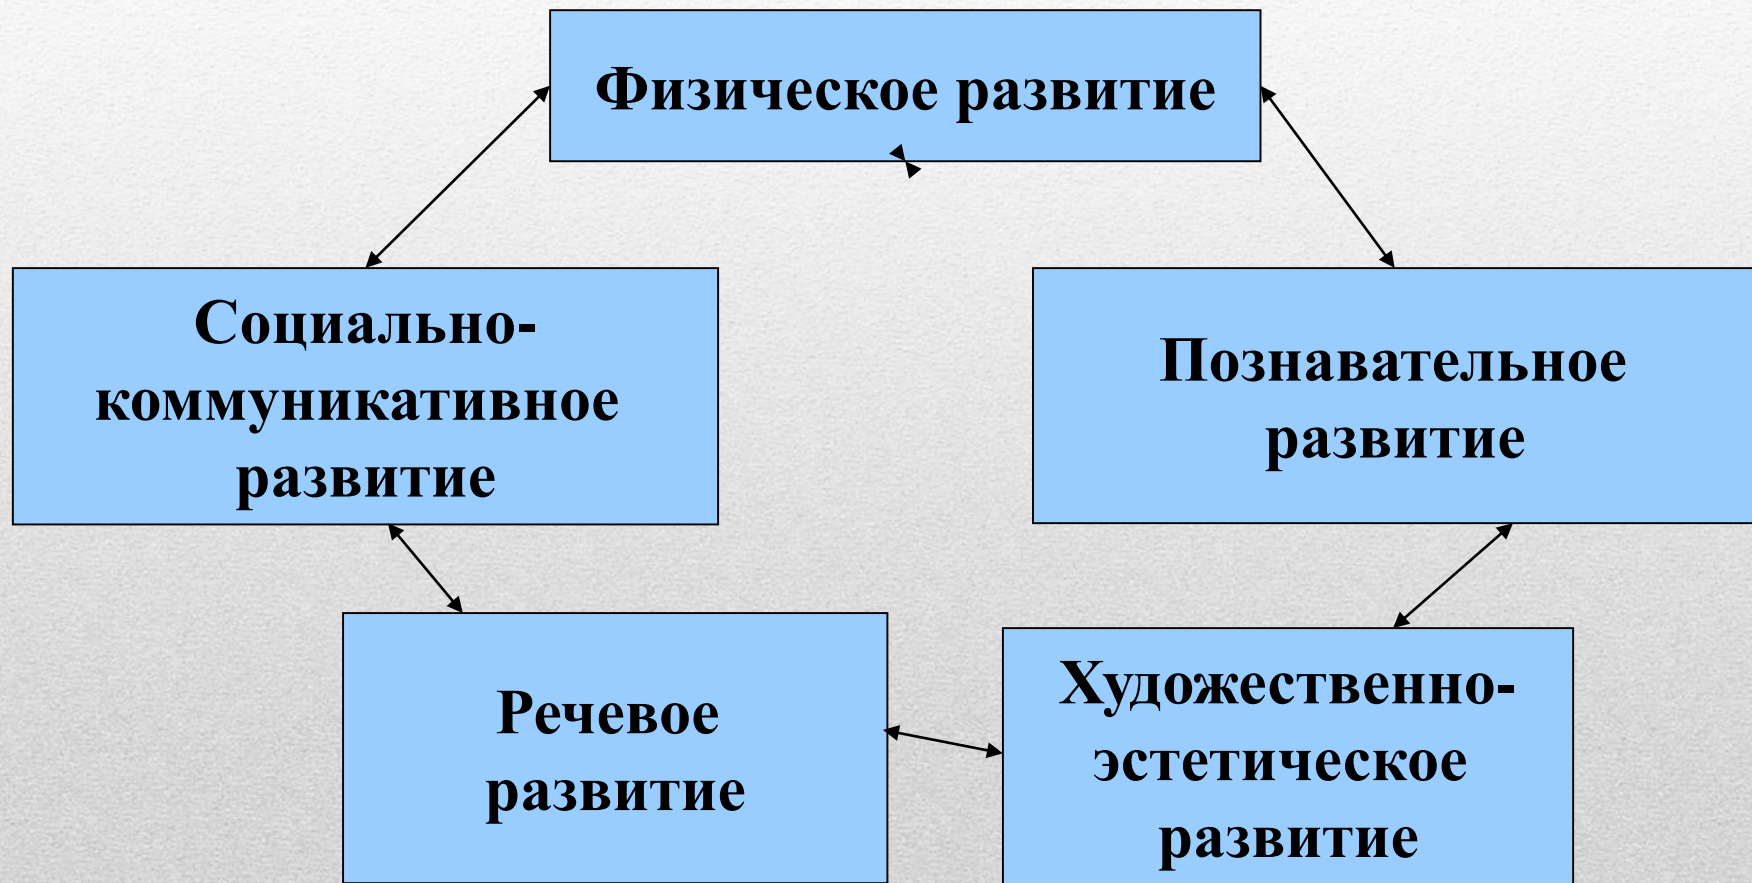 Физическое развитие
Социально-
коммуникативное
развитие
Познавательное
развитие
Речевое
развитие
Художественно-
эстетическое
развитие